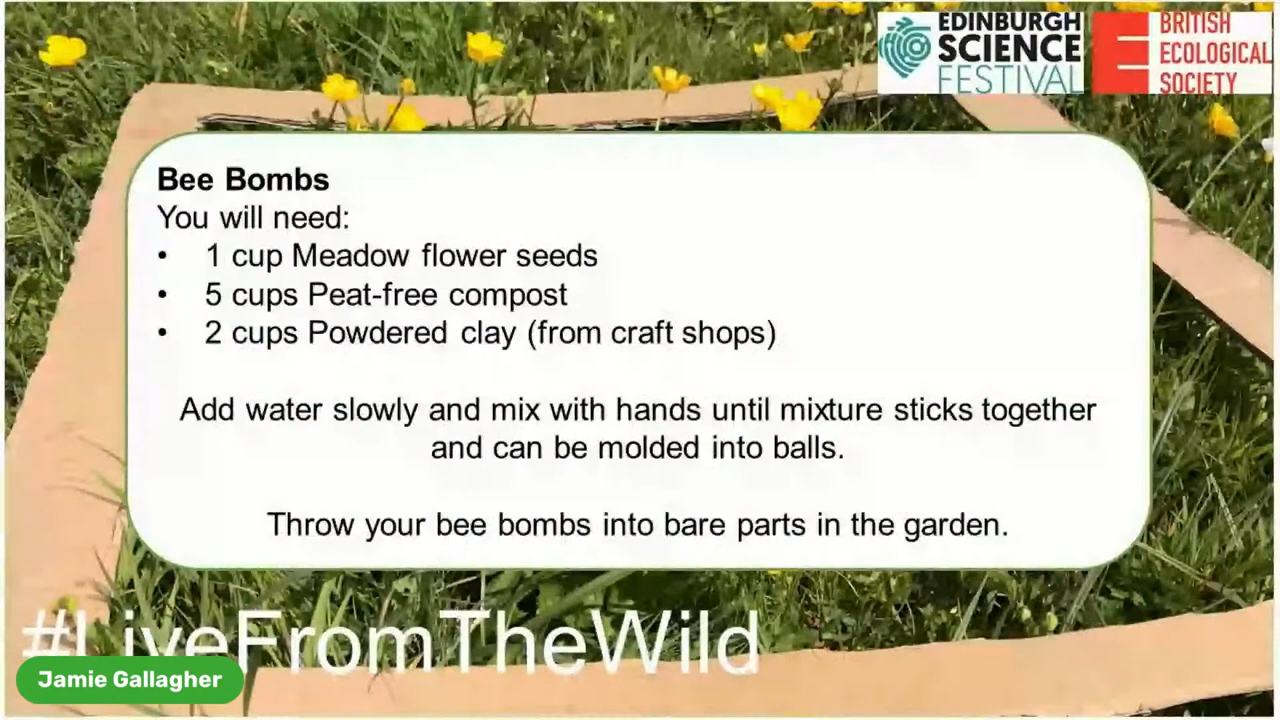 EDINBURGH
SCIENCE
FESTIVAL
BRITISH
ECOLOGICAL
SOCIETY
Bee Bombs
You will need:
• 1 cup Meadow flower seeds
• 5 cups Peat-free compost
• 2 cups Powdered clay (from craft shops)
Add water slowly and mix with hands until mixture sticks together
and can be molded into balls.
Throw your bee bombs into bare parts in the garden.
#LiveFromTheWild
Jamie Gallagher